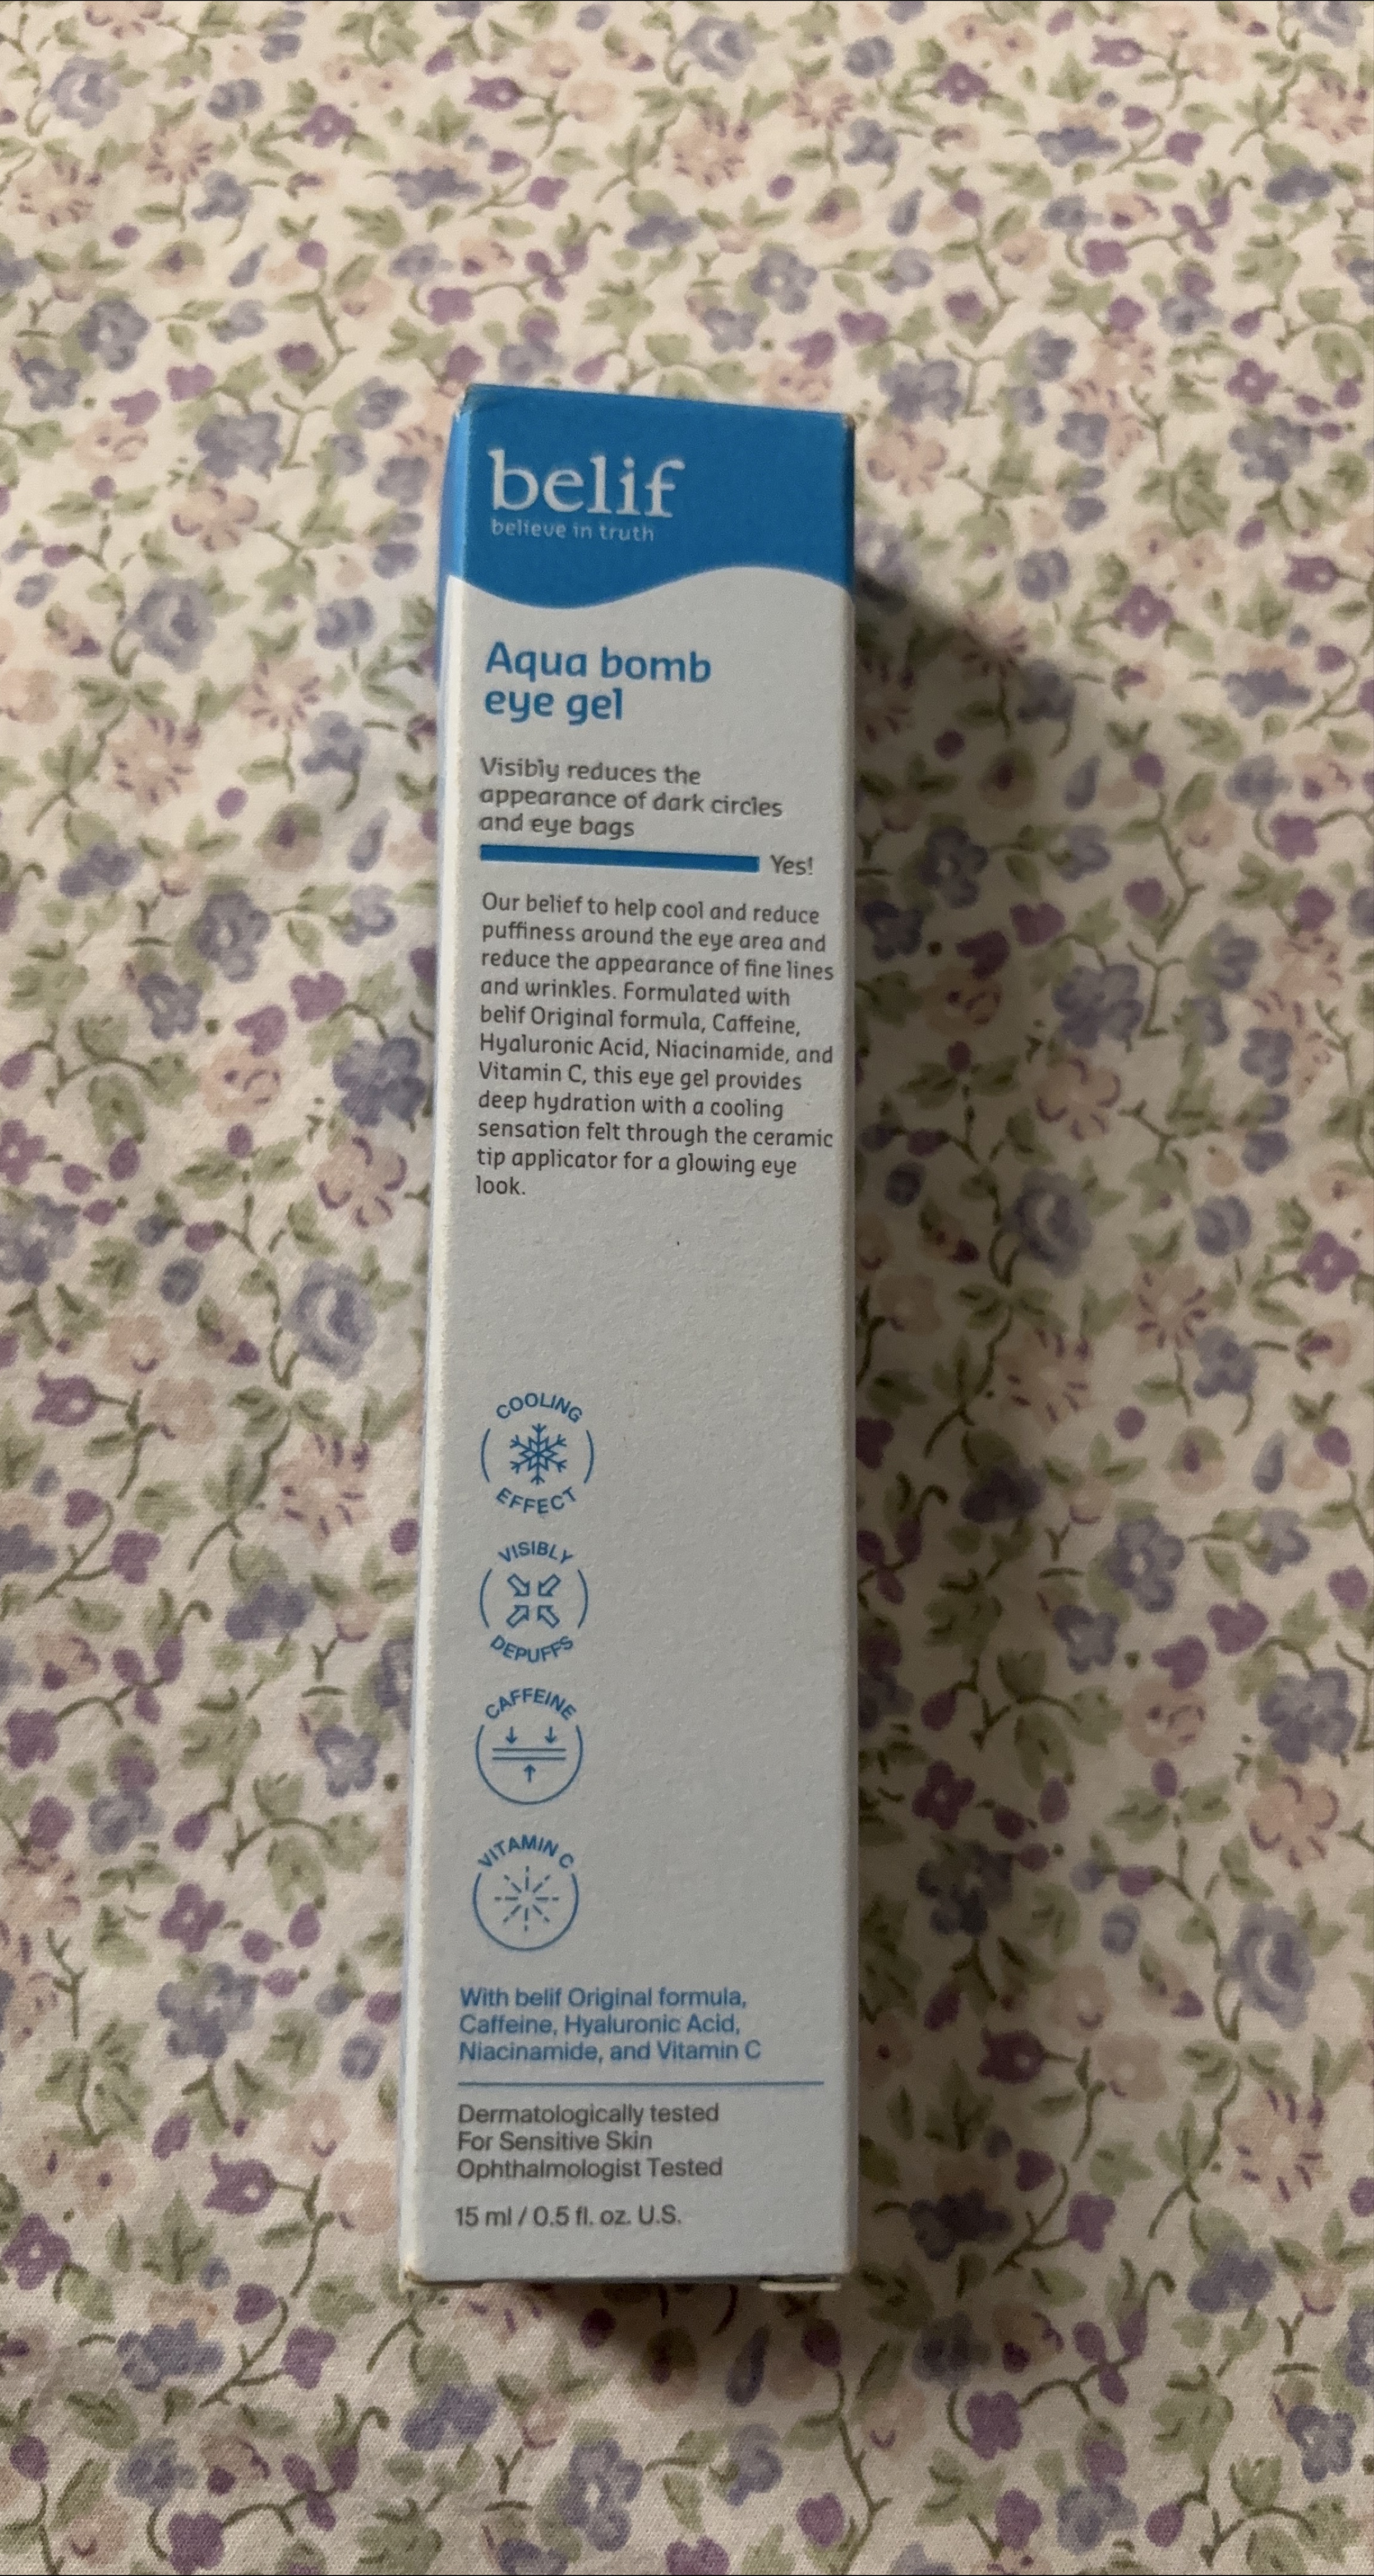 belif
believe in truth
Aqua bomb
eye gel
Visibly reduces the
appearance of dark circles
and eye bags
Yes!
Our belief to help cool and reduce
puffiness around the eye area and
reduce the appearance of fine lines
and wrinkles. Formulated with
belif Original formula, Caffeine,
Hyaluronic Acid, Niacinamide, and
Vitamin C, this eye gel provides
deep hydration with a cooling
sensation felt through the ceramic
tip applicator for a glowing eye
look.
COOLING
EFFECT
VISIBLY
DEPUFFS
CAFFEINE
VITAMIN C
With belif Original formula,
Caffeine, Hyaluronic Acid,
Niacinamide, and Vitamin C
Dermatologically tested
For Sensitive Skin
Ophthalmologist Tested
15 ml / 0.5 fl. oz. U.S.